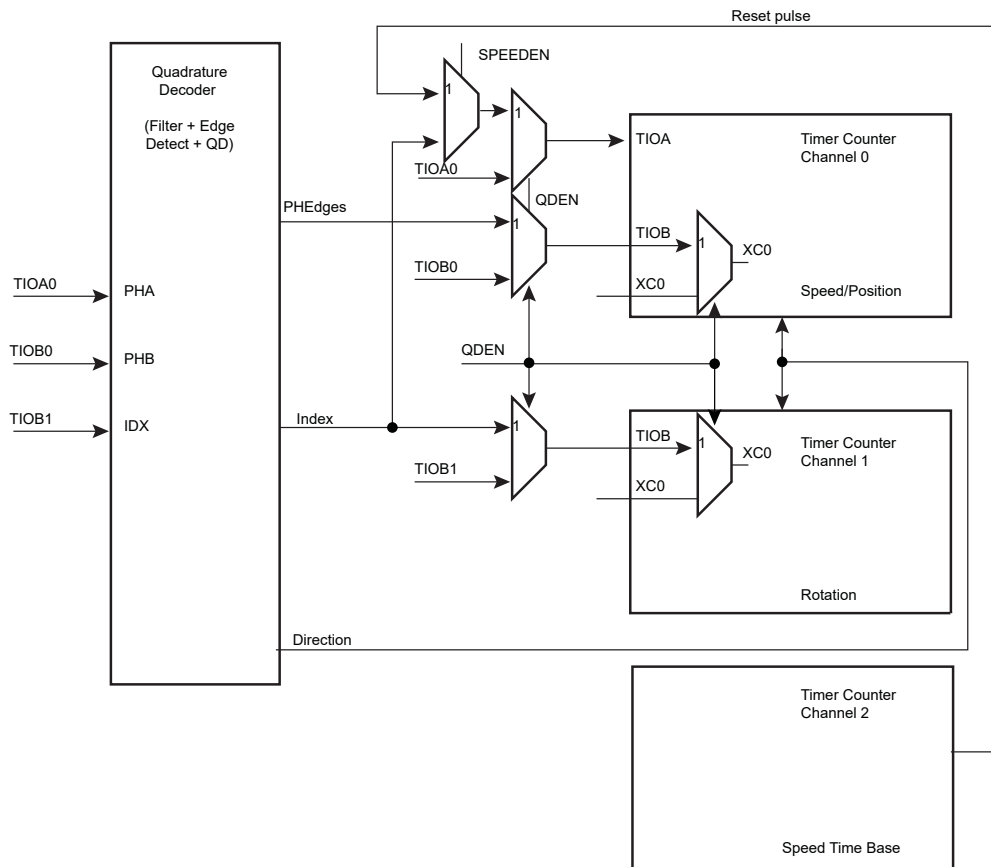 Reset pulse
SPEEDEN
Quadrature
Decoder
(Filter + Edge
Detect + QD)
1
1
TIOA
Timer Counter
Channel 0
TIOA0
QDEN
PHEdges
1
TIOB
1
XC0
TIOB0
XC0
Speed/Position
TIOA0
PHA
TIOB0
PHB
QDEN
TIOB1
IDX
Index
1
TIOB
1
XC0
Timer Counter
Channel 1
TIOB1
XC0
Rotation
Direction
Timer Counter
Channel 2
Speed Time Base